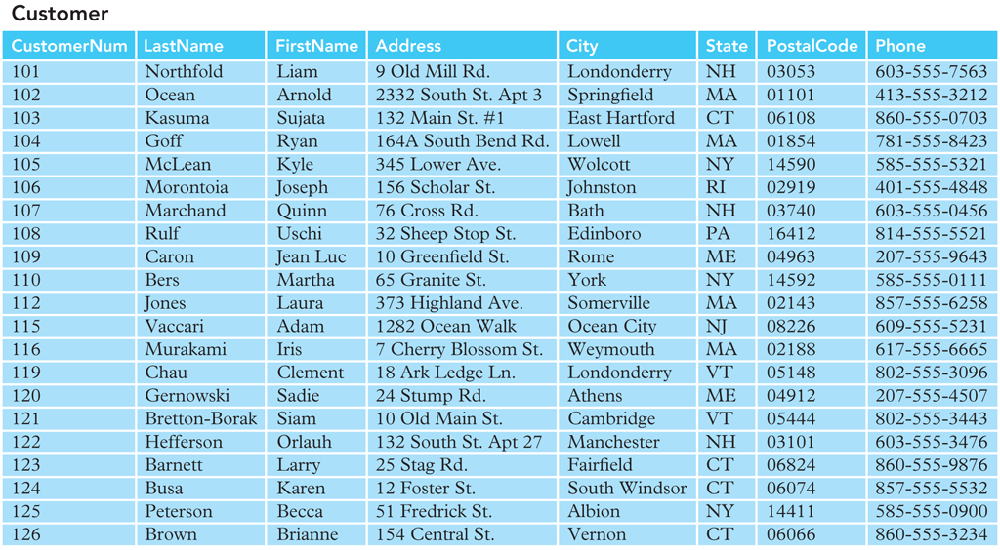 Customer
CustomerNum LastName FirstName Address City State PostalCode Phone
101 Northfold Liam 9 Old Mill Rd. Londonderry NH 03053 603-555-7563
102 Ocean Arnold 2332 South St. Apt 3 Springfield MA 01101 413-555-3212
103 Kasuma Sujata 132 Main St. #1 East Hartford CT 06108 860-555-0703
104 Goff Ryan 164A South Bend Rd. Lowell MA 01854 781-555-8423
105 McLean Kyle 345 Lower Ave. Wolcott NY 14590 585-555-5321
106 Morontoia Joseph 156 Scholar St. Johnston RI 02919 401-555-4848
107 Marchand Quinn 76 Cross Rd. Bath NH 03740 603-555-0456
108 Rulf Uschi 32 Sheep Stop St. Edinboro PA 16412 814-555-5521
109 Caron Jean Luc 10 Greenfield St. Rome ME 04963 207-555-9643
110 Bers Martha 65 Granite St. York NY 14592 585-555-0111
112 Jones Laura 373 Highland Ave. Somerville MA 02143 857-555-6258
115 Vaccari Adam 1282 Ocean Walk Ocean City NJ 08226 609-555-5231
116 Murakami Iris 7 Cherry Blossom St. Weymouth MA 02188 617-555-6665
119 Chau Clement 18 Ark Ledge Ln. Londonderry VT 05148 802-555-3096
120 Gernowski Sadie 24 Stump Rd. Athens ME 04912 207-555-4507
121 Bretton-Borak Siam 10 Old Main St. Cambridge VT 05444 802-555-3443
122 Hefferson Orlauh 132 South St. Apt 27 Manchester NH 03101 603-555-3476
123 Barnett Larry 25 Stag Rd. Fairfield CT 06824 860-555-9876
124 Busa Karen 12 Foster St. South Windsor CT 06074 857-555-5532
125 Peterson Becca 51 Fredrick St. Albion NY 14411 585-555-0900
126 Brown Brianne 154 Central St. Vernon CT 06066 860-555-3234